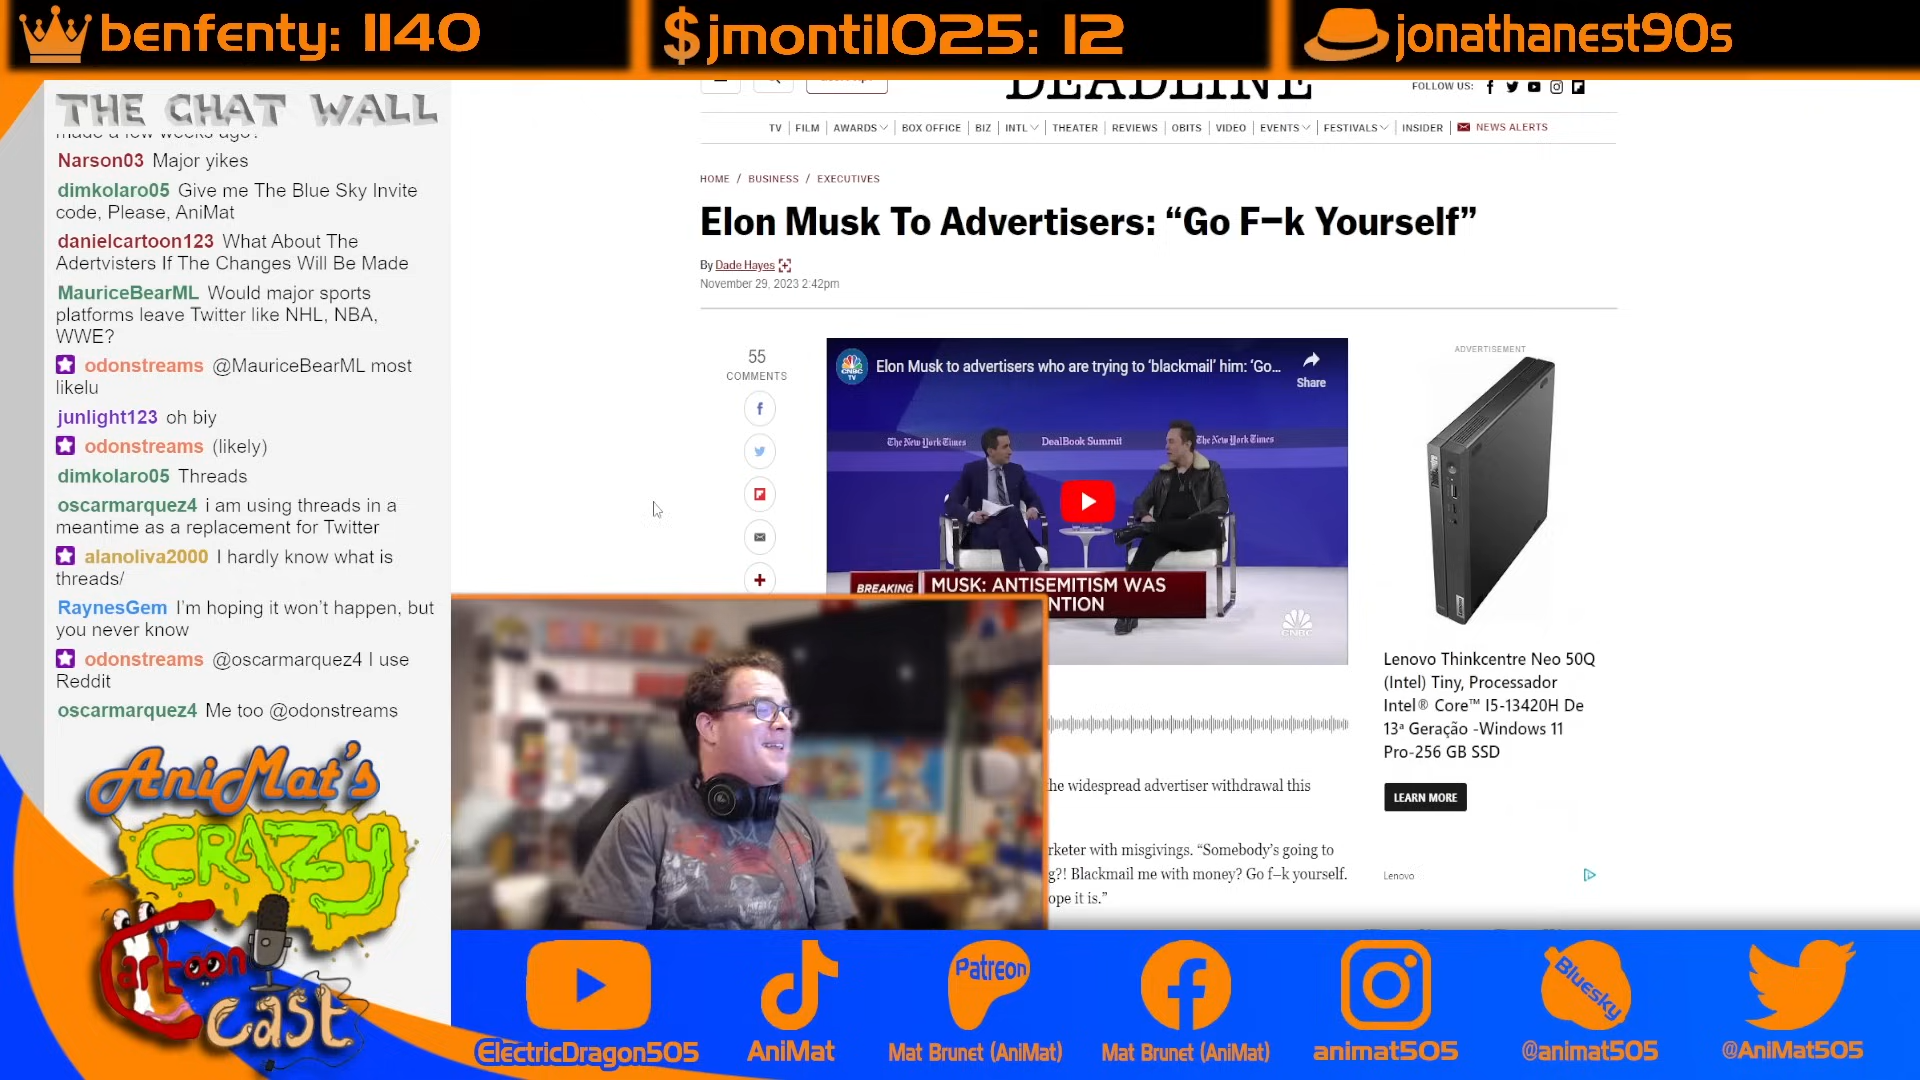 benfenty: 1140
$jmonti1025: 12
jonathanest90s
THE CHAT WALL
made a few weeks ago?
Narson03 Major yikes
dimkolaro05 Give me The Blue Sky Invite
code, Please, AniMat
danielcartoon123 What About The
Adertvisters If The Changes Will Be Made
MauriceBearML Would major sports
platforms leave Twitter like NHL, NBA,
WWE?
odonstreams @MauriceBearML most
likelu
junlight123 oh biy
odonstreams (likely)
dimkolaro05 Threads
oscarmarquez4 i am using threads in a
meantime as a replacement for Twitter
alanoliva2000 I hardly know what is
threads/
RaynesGem I'm hoping it won't happen, but
you never know
odonstreams @oscarmarquez4 I use
Reddit
oscarmarquez4 Me too @odonstreams
AniMat's
CRAZY
Cartoon
cast
DEADLINE
FOLLOW US:
TV | FILM | AWARDS | BOX OFFICE | BIZ | INTL | THEATER | REVIEWS | OBITS | VIDEO | EVENTS | FESTIVALS | INSIDER | NEWS ALERTS
HOME / BUSINESS / EXECUTIVES
Elon Musk To Advertisers: “Go F–k Yourself”
By Dade Hayes
November 29, 2023 2:42pm
55
COMMENTS
CNBC
TV
Elon Musk to advertisers who are trying to ‘blackmail’ him: ‘Go...
Share
The New York Times
DealBook Summit
The New York Times
BREAKING
MUSK: ANTISEMITISM WAS
NTION
CNBC
he widespread advertiser withdrawal this
rketer with misgivings. “Somebody’s going to
g?! Blackmail me with money? Go f–k yourself.
ope it is.”
ADVERTISEMENT
Lenovo Thinkcentre Neo 50Q
(Intel) Tiny, Processador
Intel® Core™ I5-13420H De
13ª Geração -Windows 11
Pro-256 GB SSD
LEARN MORE
Lenovo
Patreon
Bluesky
ElectricDragon505
AniMat
Mat Brunet (AniMat)
Mat Brunet (AniMat)
animat505
@animat505
@AniMat505